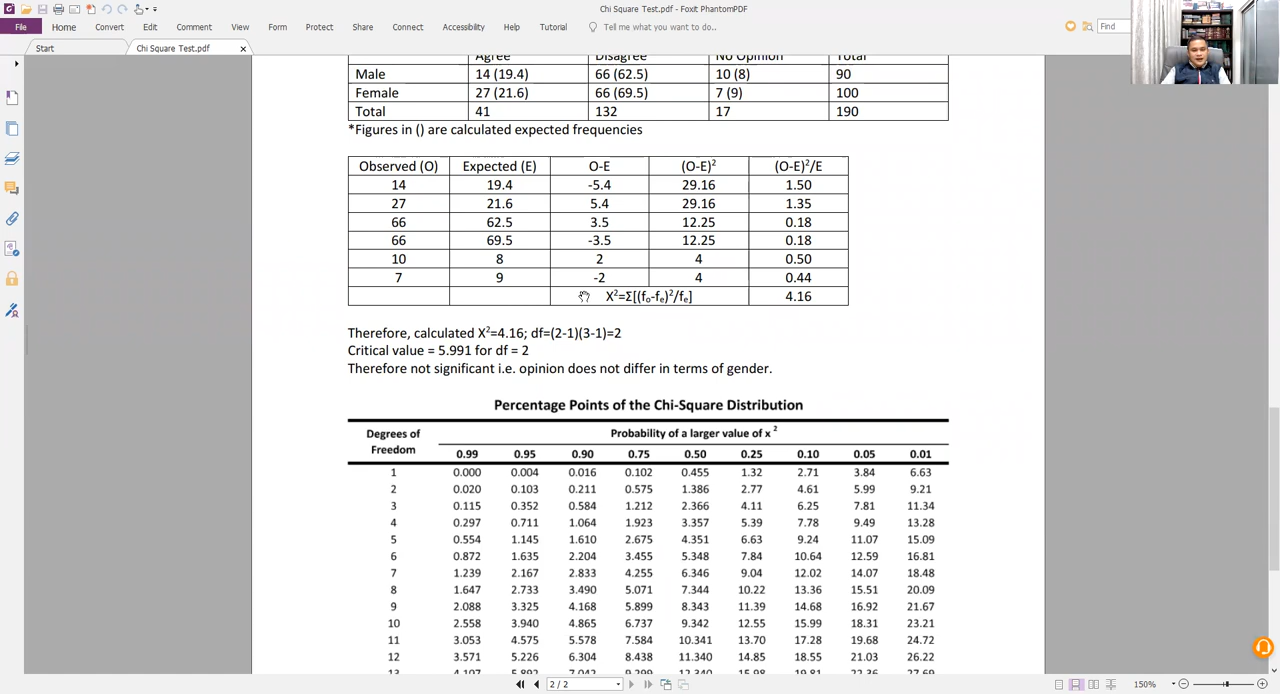 Chi Square Test.pdf - Foxit PhantomPDF
File Home Convert Edit Comment View Form Protect Share Connect Accessibility Help Tutorial Tell me what you want to do.. Find
Start Chi Square Test.pdf
Agree Disagree No Opinion Total
Male 14 (19.4) 66 (62.5) 10 (8) 90
Female 27 (21.6) 66 (69.5) 7 (9) 100
Total 41 132 17 190
*Figures in () are calculated expected frequencies
Observed (O) Expected (E) O-E (O-E)² (O-E)²/E
14 19.4 -5.4 29.16 1.50
27 21.6 5.4 29.16 1.35
66 62.5 3.5 12.25 0.18
66 69.5 -3.5 12.25 0.18
10 8 2 4 0.50
7 9 -2 4 0.44
X²=Σ[(fₒ-fₑ)²/fₑ] 4.16
Therefore, calculated X²=4.16; df=(2-1)(3-1)=2
Critical value = 5.991 for df = 2
Therefore not significant i.e. opinion does not differ in terms of gender.
Percentage Points of the Chi-Square Distribution
Degrees of Freedom Probability of a larger value of x²
0.99 0.95 0.90 0.75 0.50 0.25 0.10 0.05 0.01
1 0.000 0.004 0.016 0.102 0.455 1.32 2.71 3.84 6.63
2 0.020 0.103 0.211 0.575 1.386 2.77 4.61 5.99 9.21
3 0.115 0.352 0.584 1.212 2.366 4.11 6.25 7.81 11.34
4 0.297 0.711 1.064 1.923 3.357 5.39 7.78 9.49 13.28
5 0.554 1.145 1.610 2.675 4.351 6.63 9.24 11.07 15.09
6 0.872 1.635 2.204 3.455 5.348 7.84 10.64 12.59 16.81
7 1.239 2.167 2.833 4.255 6.346 9.04 12.02 14.07 18.48
8 1.647 2.733 3.490 5.071 7.344 10.22 13.36 15.51 20.09
9 2.088 3.325 4.168 5.899 8.343 11.39 14.68 16.92 21.67
10 2.558 3.940 4.865 6.737 9.342 12.55 15.99 18.31 23.21
11 3.053 4.575 5.578 7.584 10.341 13.70 17.28 19.68 24.72
12 3.571 5.226 6.304 8.438 11.340 14.85 18.55 21.03 26.22
2 / 2 150%